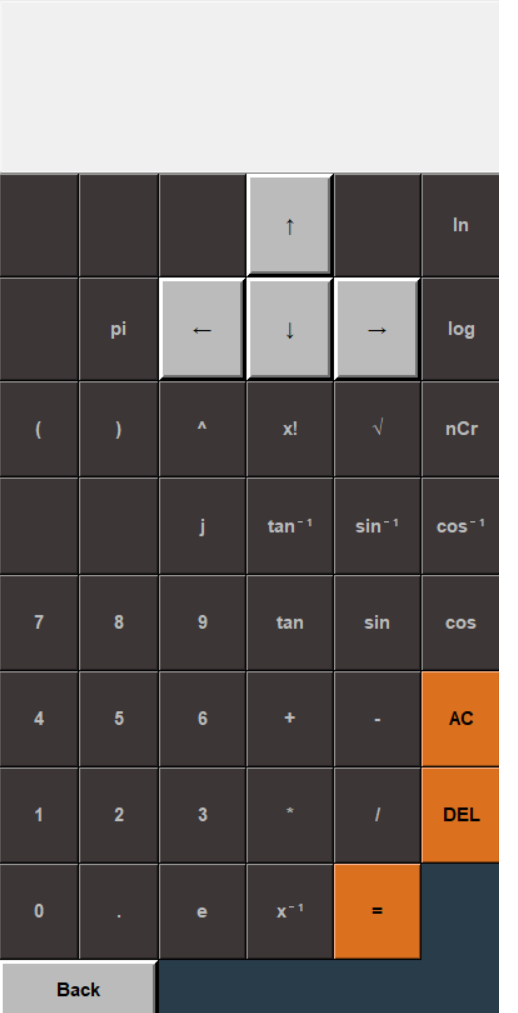 ↑ ln
pi ← ↓ → log
( ) ^ x! √ nCr
j tan⁻¹ sin⁻¹ cos⁻¹
7 8 9 tan sin cos
4 5 6 + - AC
1 2 3 * / DEL
0 . e x⁻¹ =
Back